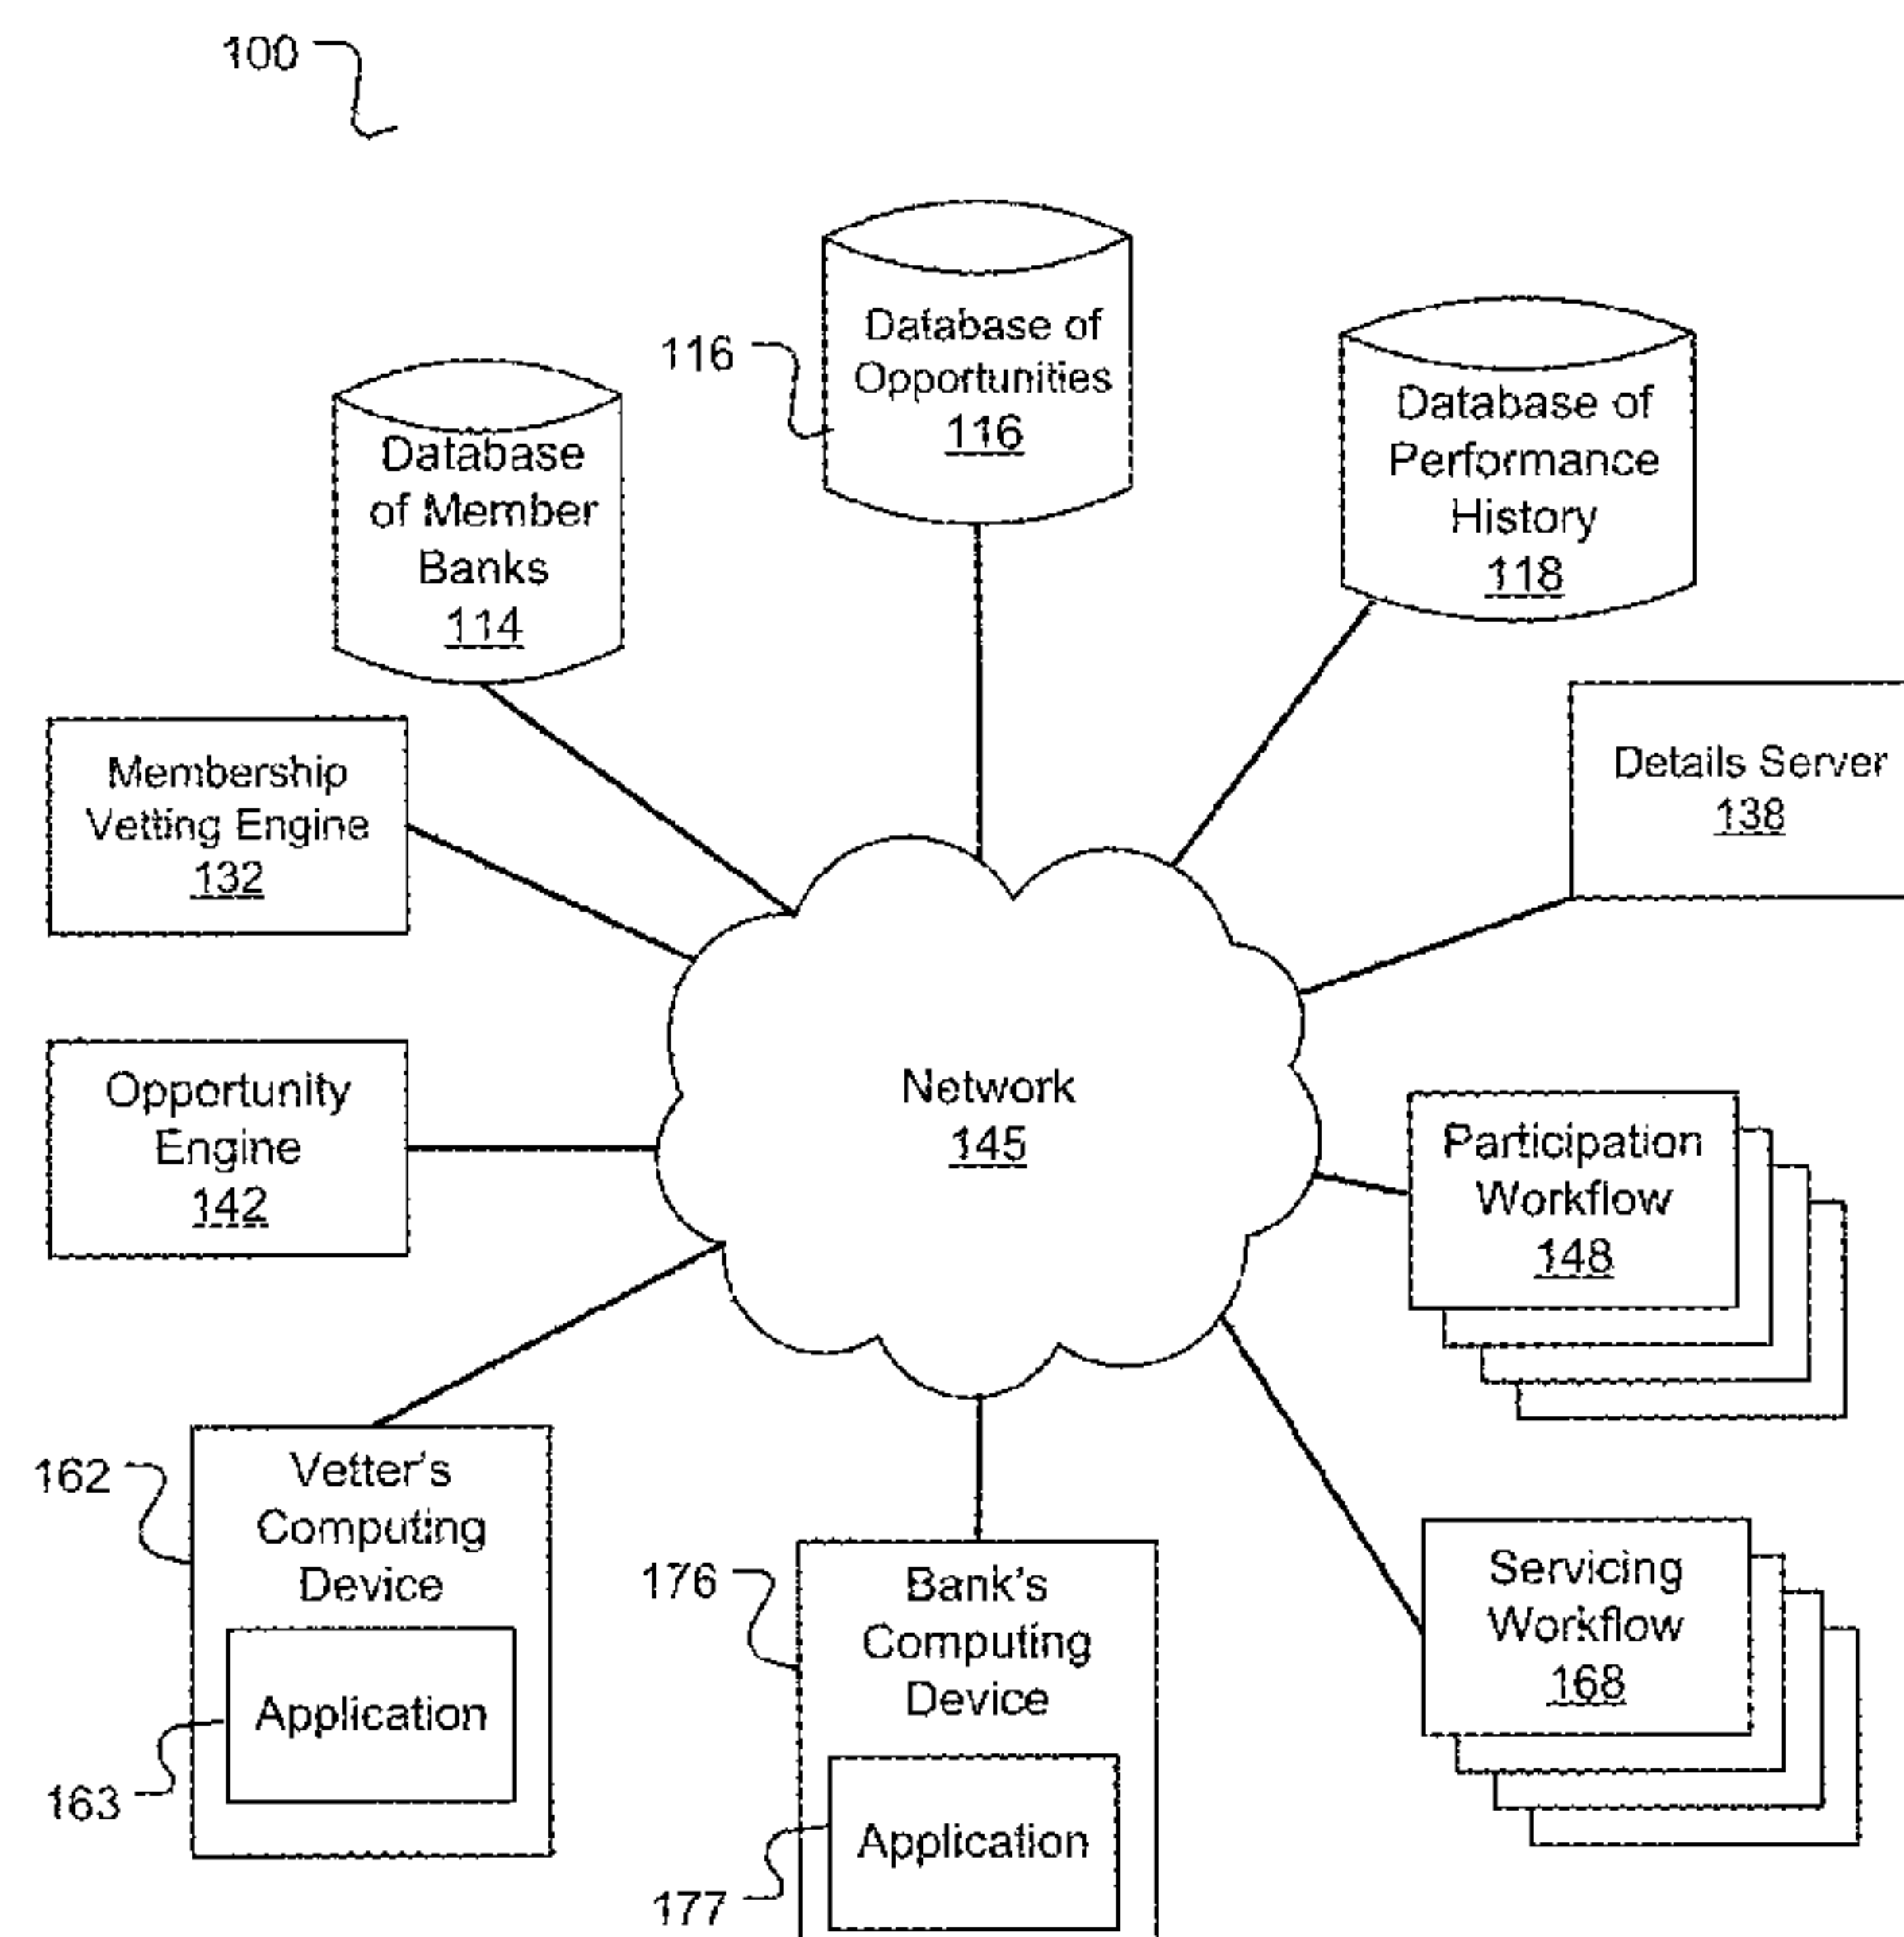 100
Database of
Opportunities
116
116
Database of
Performance
History
118
Database
of Member
Banks
114
Membership
Vetting Engine
132
Details Server
138
Opportunity
Engine
142
Network
145
Participation
Workflow
148
162
Vetter's
Computing
Device
Application
163
176
Bank's
Computing
Device
Application
177
Servicing
Workflow
168